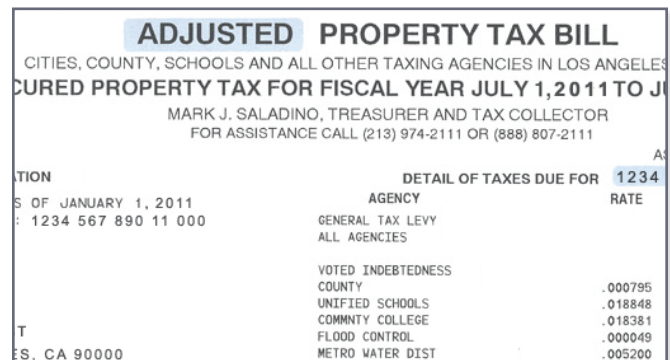 ADJUSTED PROPERTY TAX BILL
CITIES, COUNTY, SCHOOLS AND ALL OTHER TAXING AGENCIES IN LOS ANGELES
CURED PROPERTY TAX FOR FISCAL YEAR JULY 1,2011 TO JU
MARK J. SALADINO, TREASURER AND TAX COLLECTOR
FOR ASSISTANCE CALL (213) 974-2111 OR (888) 807-2111
AS
ATION
DETAIL OF TAXES DUE FOR 1234
AGENCY RATE
S OF JANUARY 1, 2011
: 1234 567 890 11 000
GENERAL TAX LEVY
ALL AGENCIES
VOTED INDEBTEDNESS
COUNTY .000795
UNIFIED SCHOOLS .018848
COMMNTY COLLEGE .018381
T
FLOOD CONTROL .000049
ES, CA 90000
METRO WATER DIST .005200